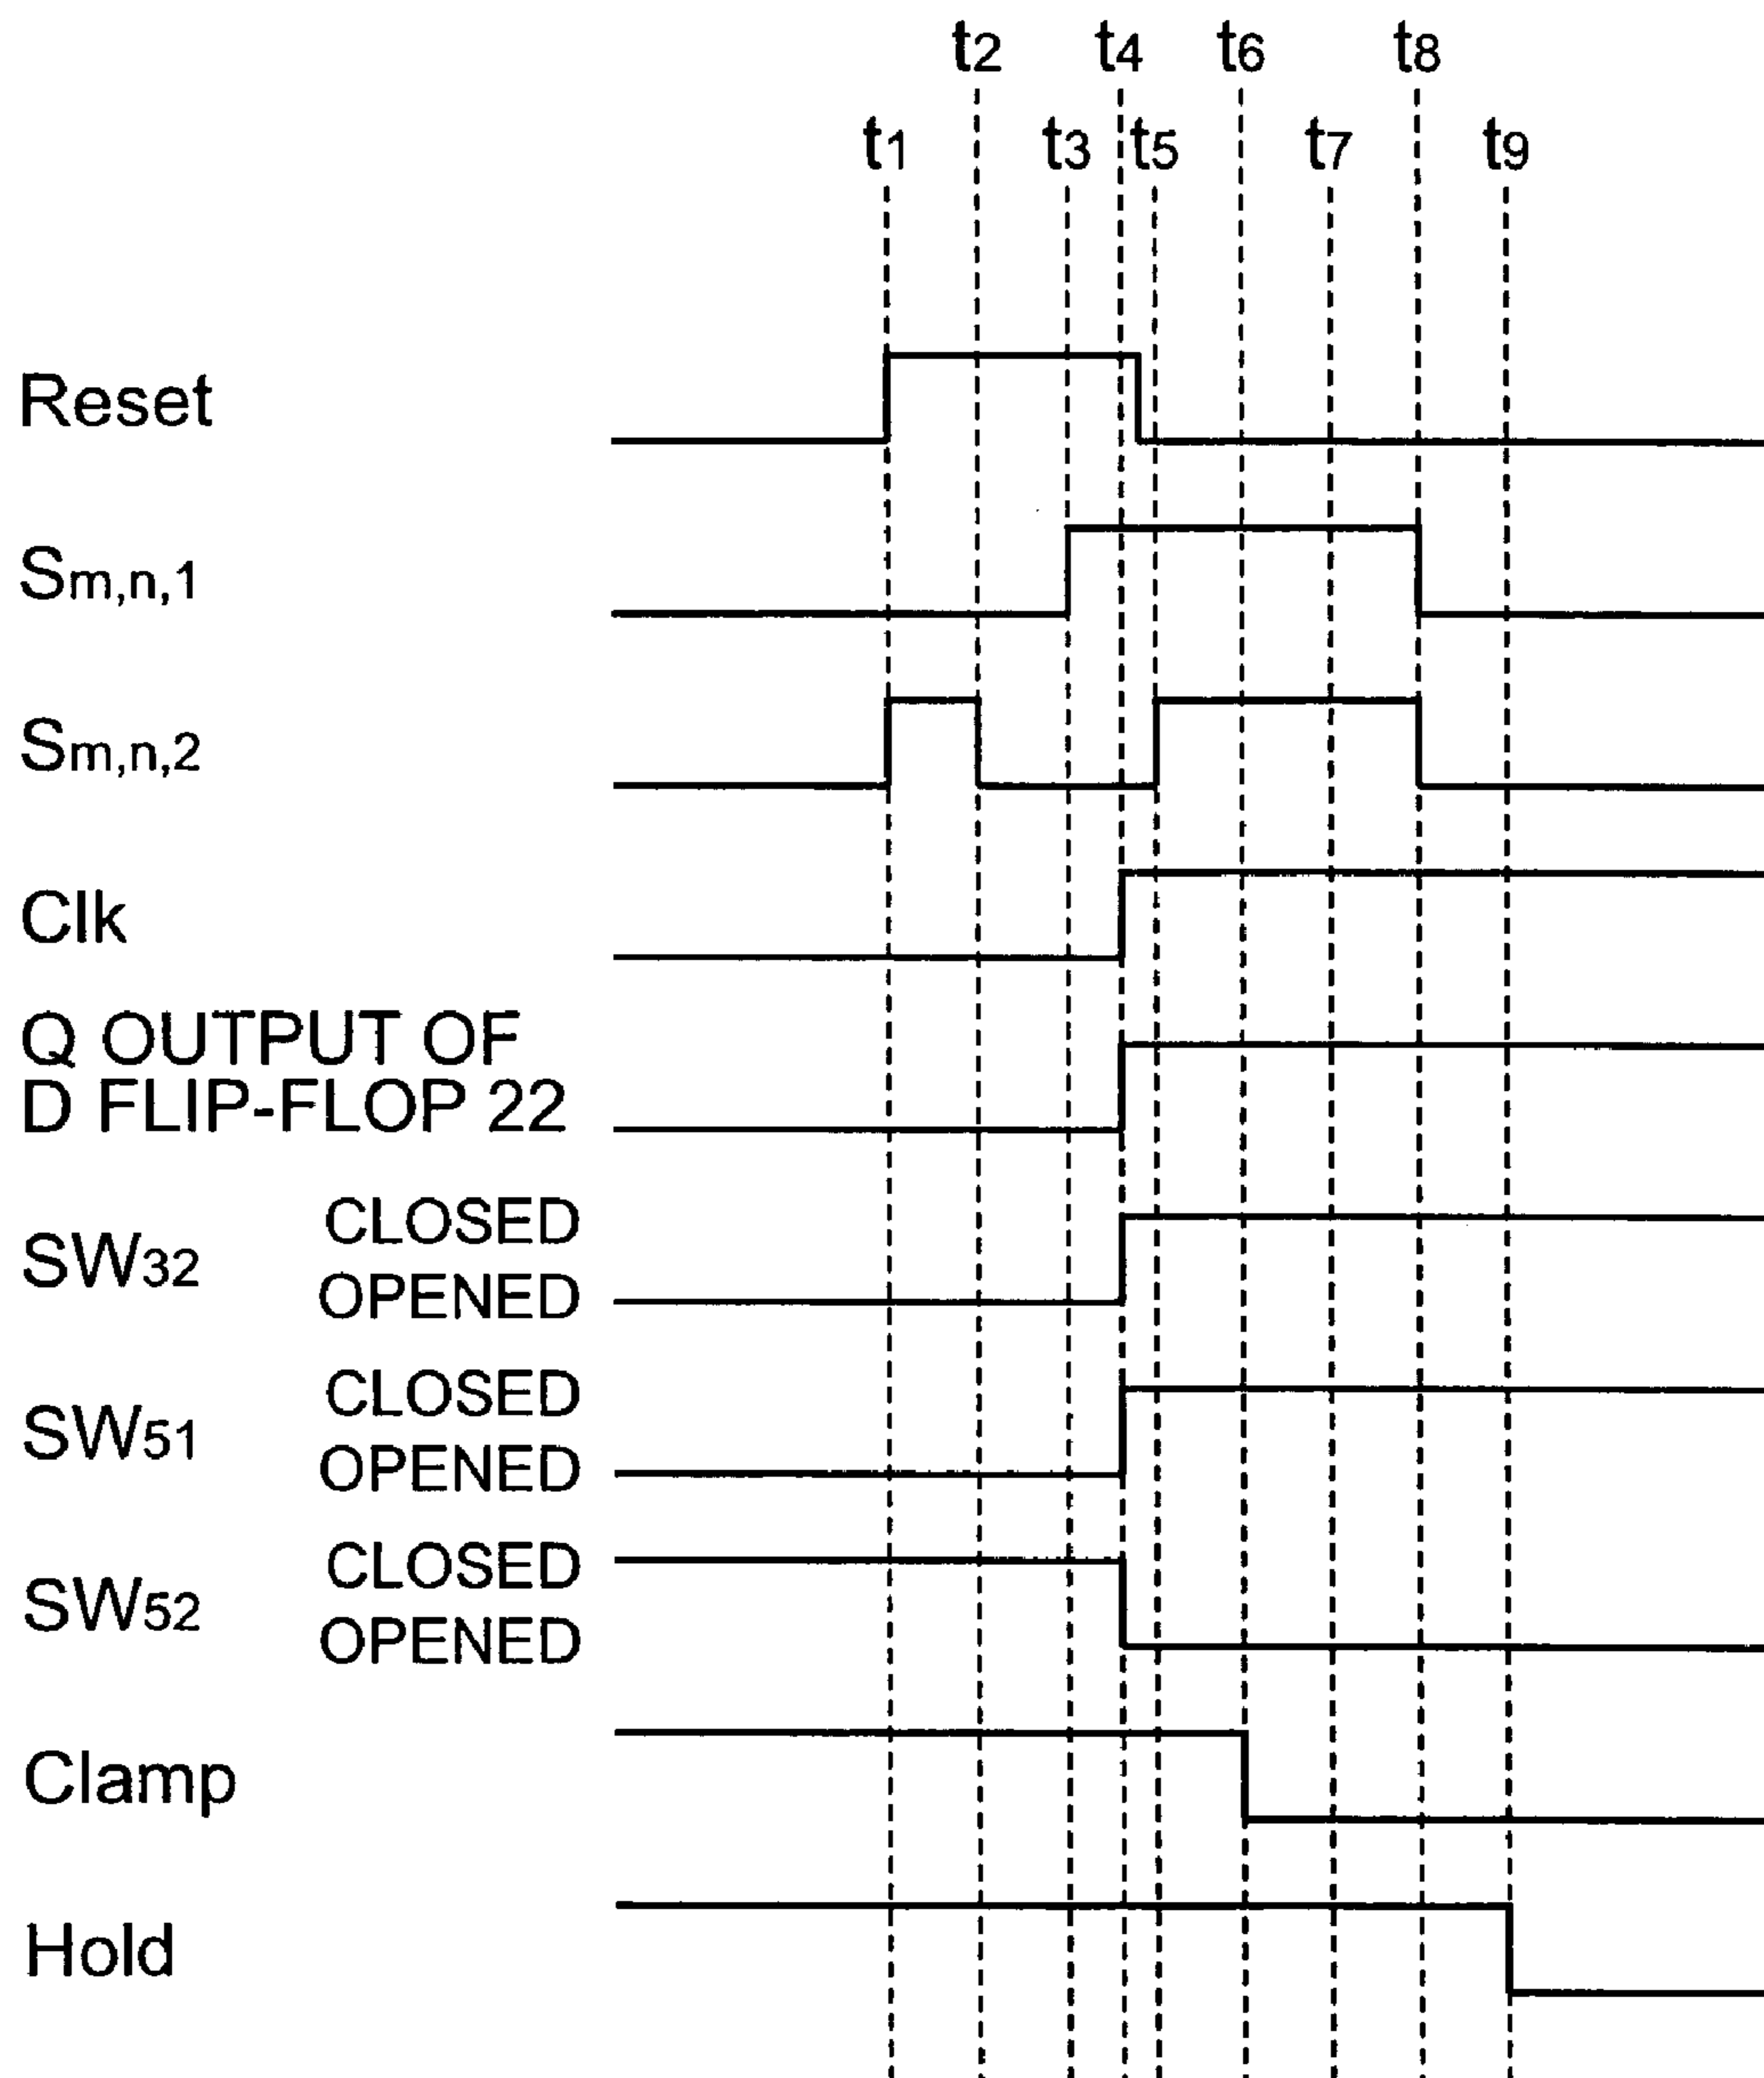 t2 t4 t6 t8
t1 t3 t5 t7 t9
Reset
Sm,n,1
Sm,n,2
Clk
Q OUTPUT OF
D FLIP-FLOP 22
SW32 CLOSED
OPENED
SW51 CLOSED
OPENED
SW52 CLOSED
OPENED
Clamp
Hold